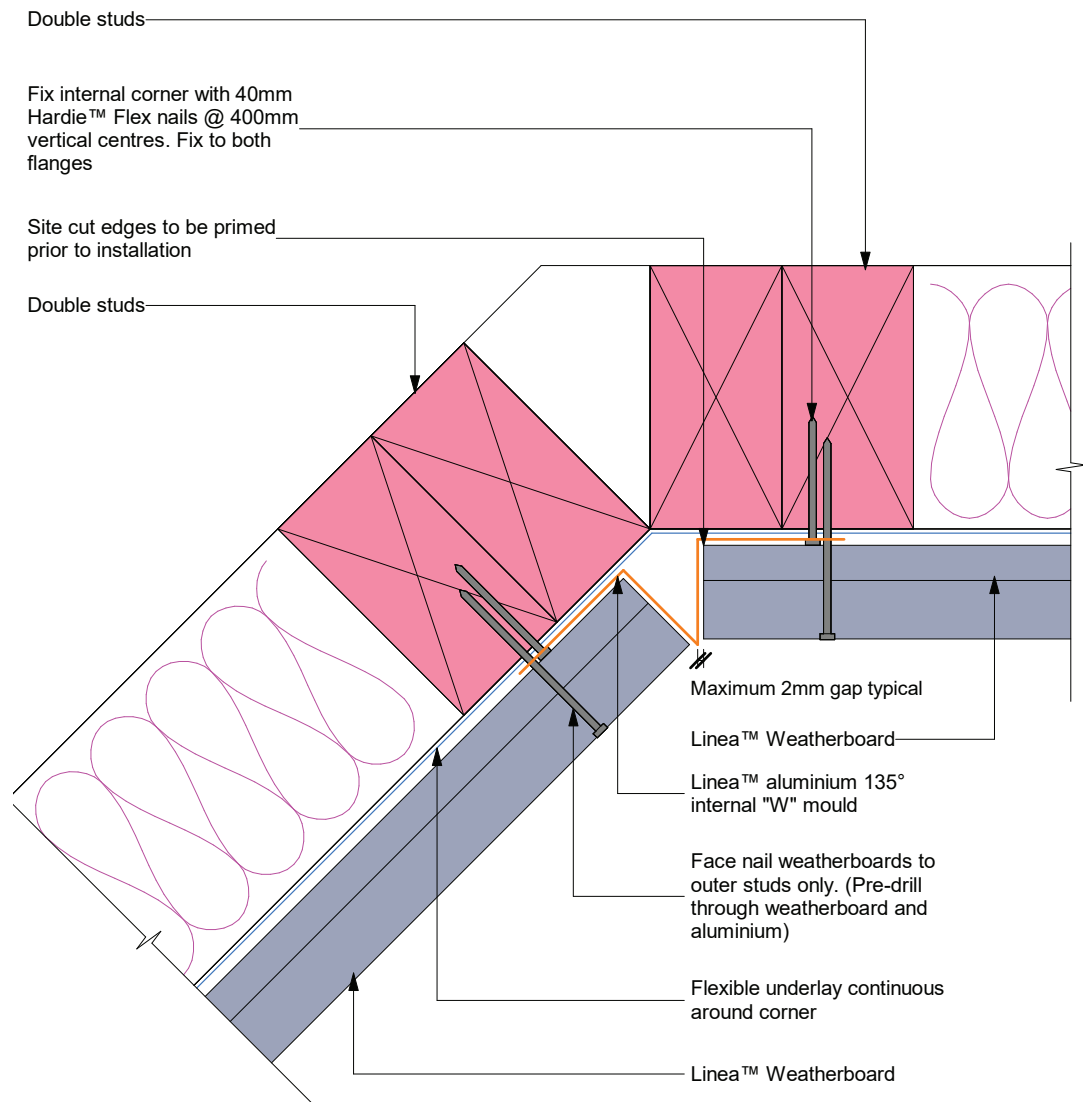 Double studs
Fix internal corner with 40mm
Hardie™ Flex nails @ 400mm
vertical centres. Fix to both
flanges
Site cut edges to be primed
prior to installation
Double studs
Maximum 2mm gap typical
Linea™ Weatherboard
Linea™ aluminium 135°
internal "W" mould
Face nail weatherboards to
outer studs only. (Pre-drill
through weatherboard and
aluminium)
Flexible underlay continuous
around corner
Linea™ Weatherboard